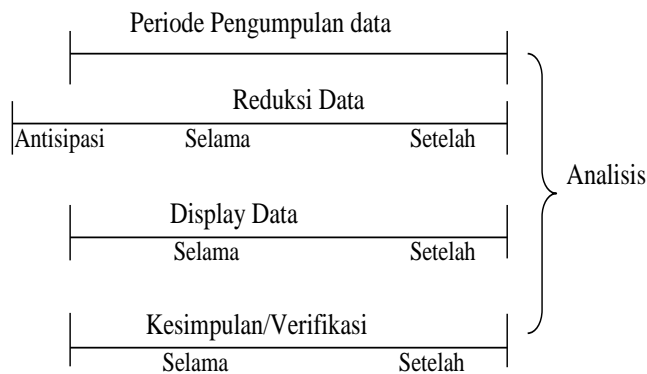 Periode Pengumpulan data
Reduksi Data
Antisipasi Selama Setelah
Analisis
Display Data
Selama Setelah
Kesimpulan/Verifikasi
Selama Setelah